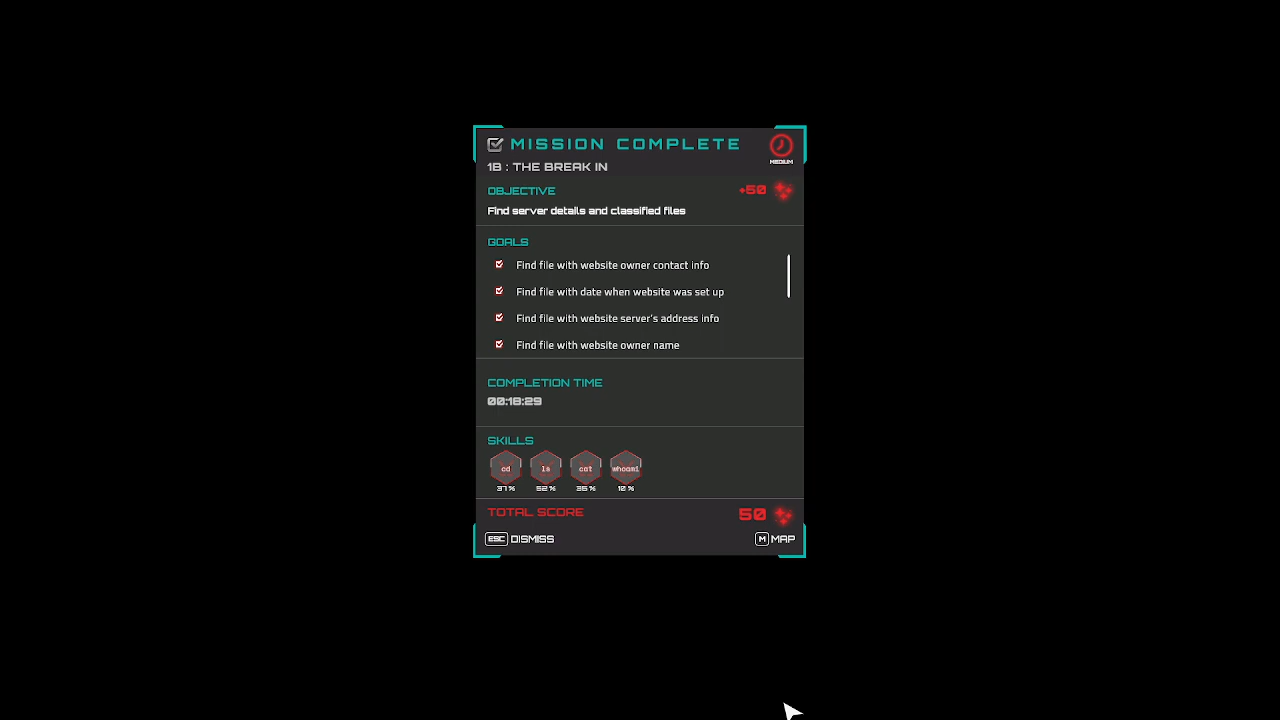 MISSION COMPLETE
MEDIUM
1B : THE BREAK IN
OBJECTIVE
+50
Find server details and classified files
GOALS
Find file with website owner contact info
Find file with date when website was set up
Find file with website server's address info
Find file with website owner name
COMPLETION TIME
00:18:29
SKILLS
cd ls cat whoami
37% 52% 35% 10%
TOTAL SCORE 50
ESC DISMISS M MAP